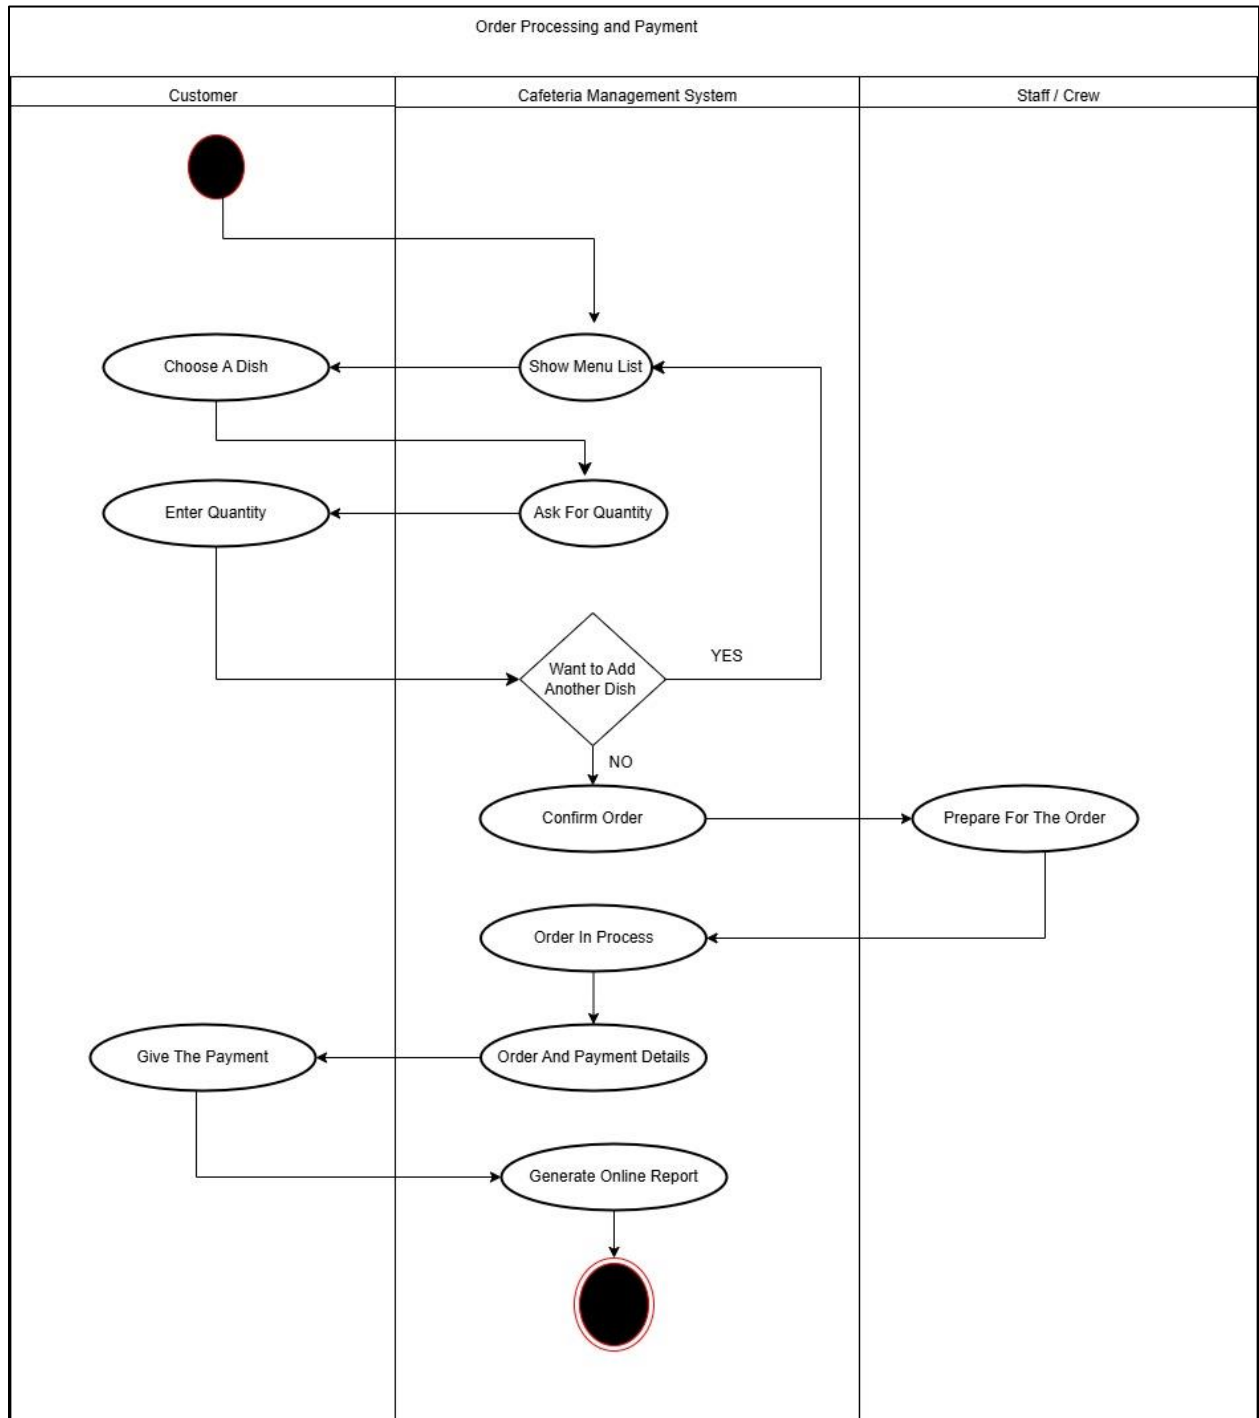 Order Processing and Payment
Customer
Cafeteria Management System
Staff / Crew
Choose A Dish
Show Menu List
Enter Quantity
Ask For Quantity
Want to Add
Another Dish
YES
NO
Confirm Order
Prepare For The Order
Order In Process
Give The Payment
Order And Payment Details
Generate Online Report